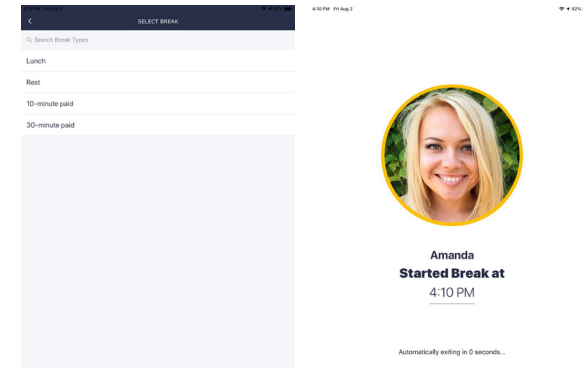 SELECT BREAK
Search Break Types
Lunch
Rest
10-minute paid
30-minute paid
4:10 PM Fri Aug 2
92%
Amanda
Started Break at
4:10 PM
Automatically exiting in 0 seconds...